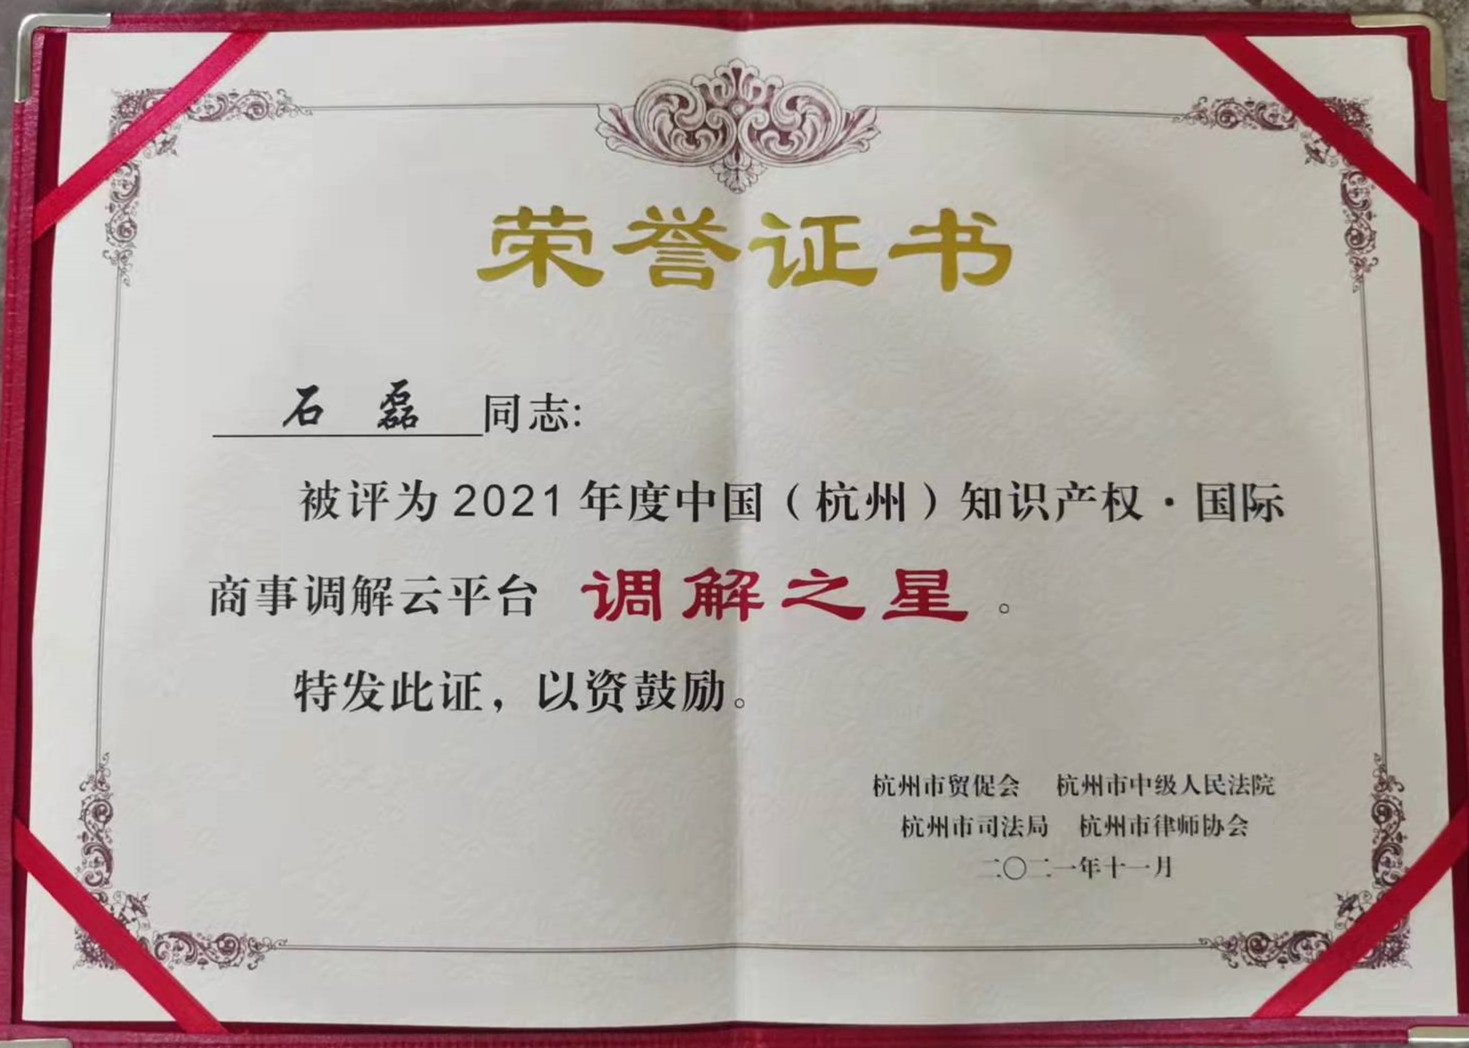 荣誉证书
石 磊 同志:
被评为 2021 年度中国（杭州）知识产权·国际
商事调解云平台 调解之星。
特发此证，以资鼓励。
杭州市贸促会 杭州市中级人民法院
杭州市司法局 杭州市律师协会
二〇二一年十一月